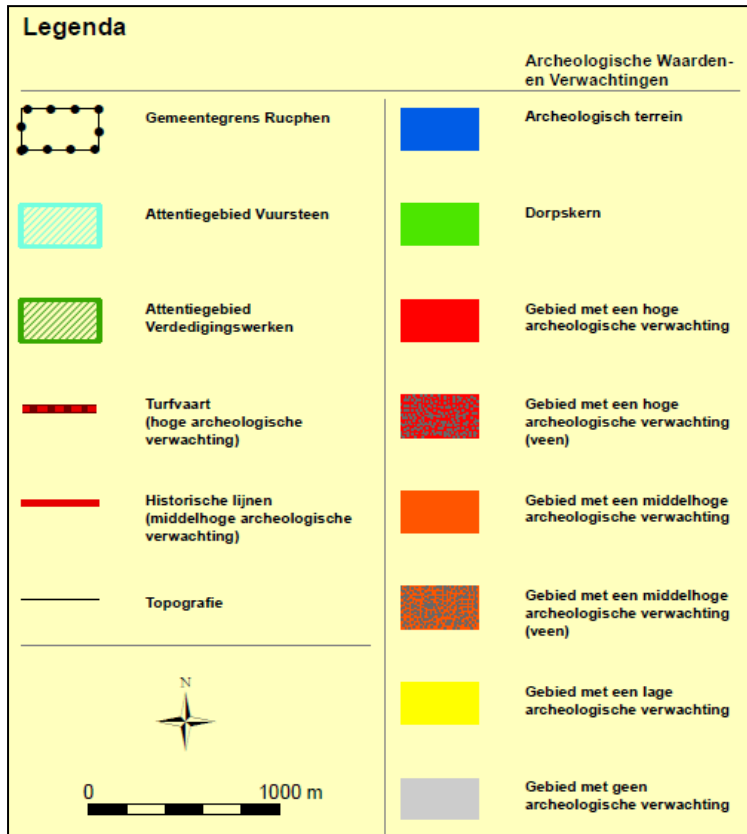 Legenda
Archeologische Waarden-
en Verwachtingen
Gemeentegrens Rucphen
Attentiegebied Vuursteen
Attentiegebied
Verdedigingswerken
Turfvaart
(hoge archeologische
verwachting)
Historische lijnen
(middelhoge archeologische
verwachting)
Topografie
N
0 1000 m
Archeologisch terrein
Dorpskern
Gebied met een hoge
archeologische verwachting
Gebied met een hoge
archeologische verwachting
(veen)
Gebied met een middelhoge
archeologische verwachting
Gebied met een middelhoge
archeologische verwachting
(veen)
Gebied met een lage
archeologische verwachting
Gebied met geen
archeologische verwachting